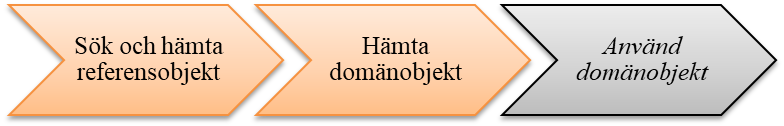 Sök och hämta
referensobjekt
Hämta
domänobjekt
Använd
domänobjekt